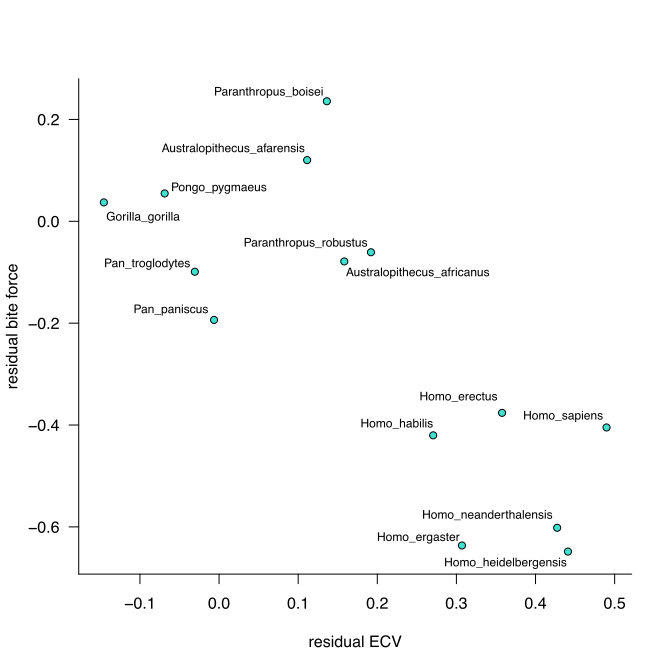 Paranthropus_boisei
0.2
Australopithecus_afarensis
Pongo_pygmaeus
Gorilla_gorilla
0.0
Paranthropus_robustus
Pan_troglodytes
Australopithecus_africanus
Pan_paniscus
−0.2
residual bite force
Homo_erectus
Homo_sapiens
Homo_habilis
−0.4
Homo_neanderthalensis
−0.6
Homo_ergaster
Homo_heidelbergensis
−0.1 0.0 0.1 0.2 0.3 0.4 0.5
residual ECV